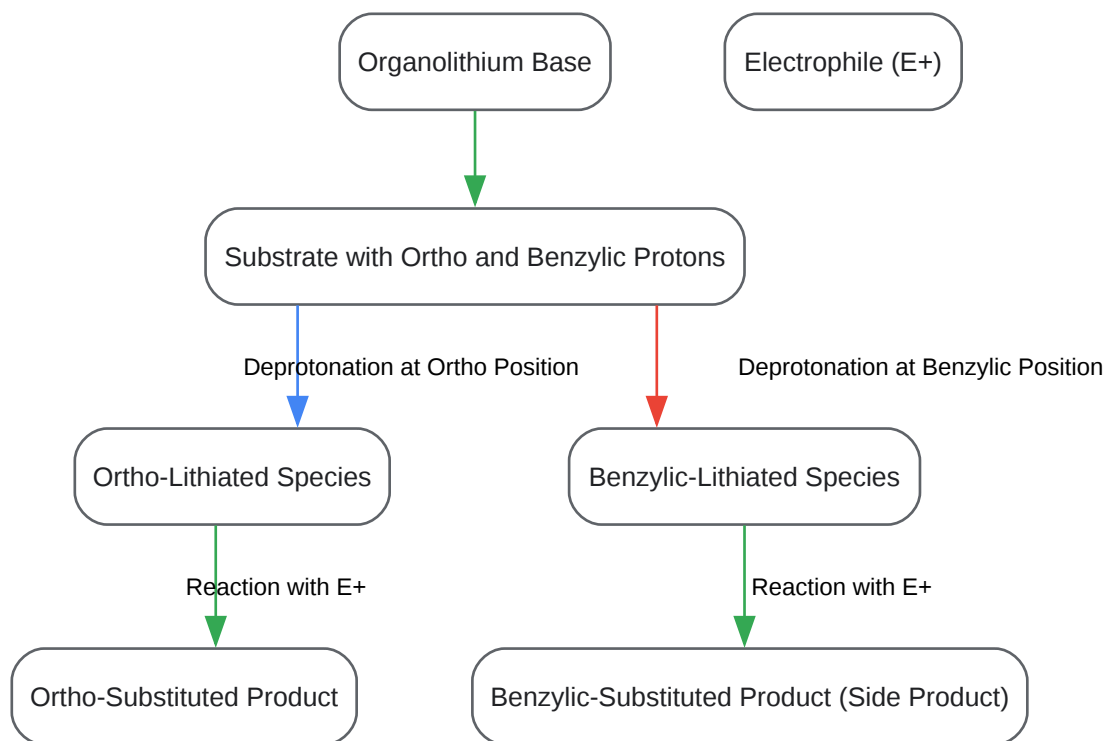 Organolithium Base
Electrophile (E+)
Substrate with Ortho and Benzylic Protons
Deprotonation at Ortho Position
Deprotonation at Benzylic Position
Ortho-Lithiated Species
Benzylic-Lithiated Species
Reaction with E+
Reaction with E+
Ortho-Substituted Product
Benzylic-Substituted Product (Side Product)